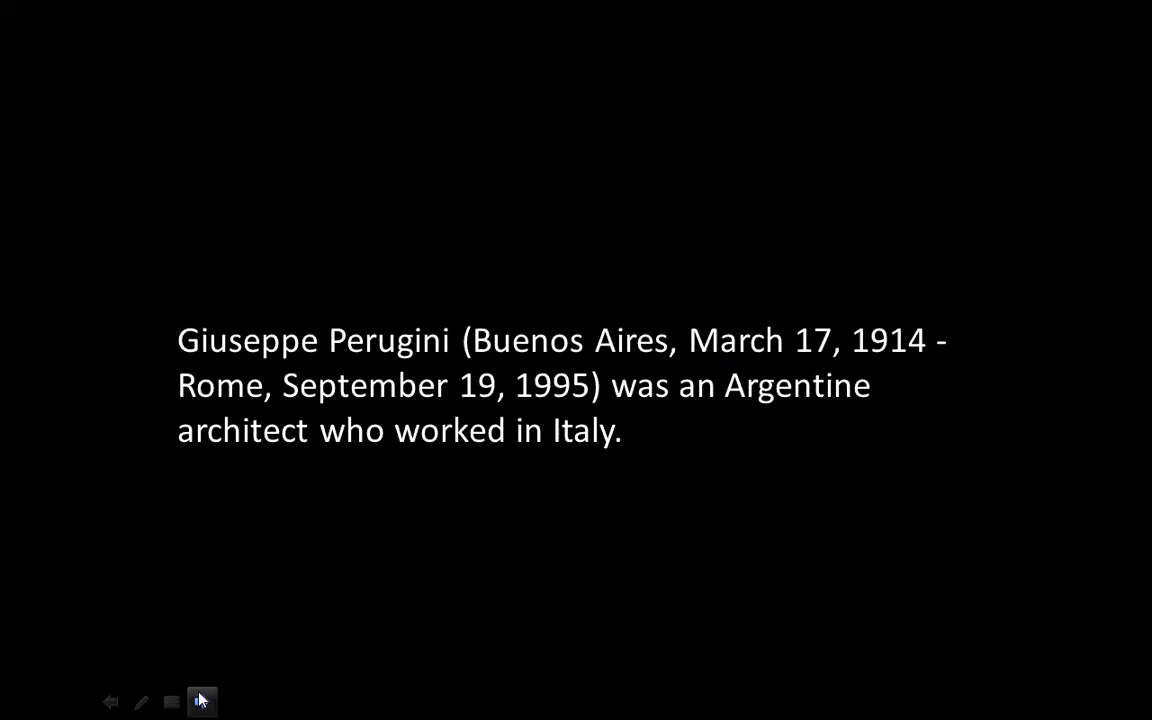 Giuseppe Perugini (Buenos Aires, March 17, 1914 -
Rome, September 19, 1995) was an Argentine
architect who worked in Italy.